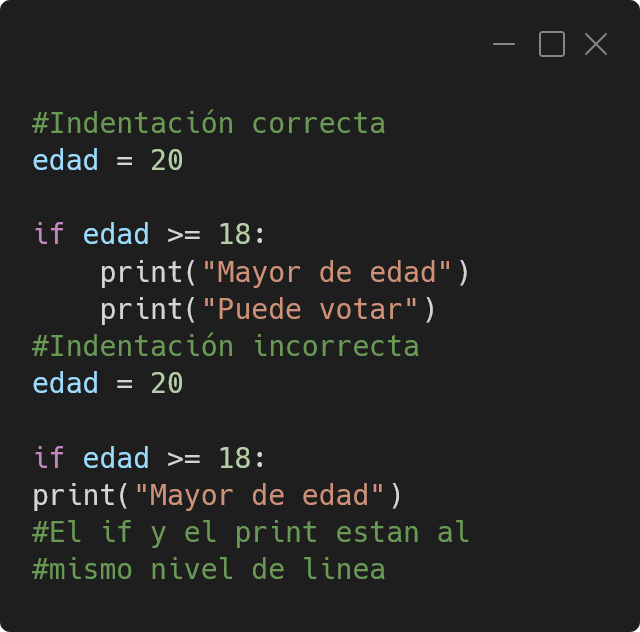 #Indentación correcta
edad = 20
if edad >= 18:
    print("Mayor de edad")
    print("Puede votar")
#Indentación incorrecta
edad = 20
if edad >= 18:
print("Mayor de edad")
#El if y el print estan al
#mismo nivel de linea